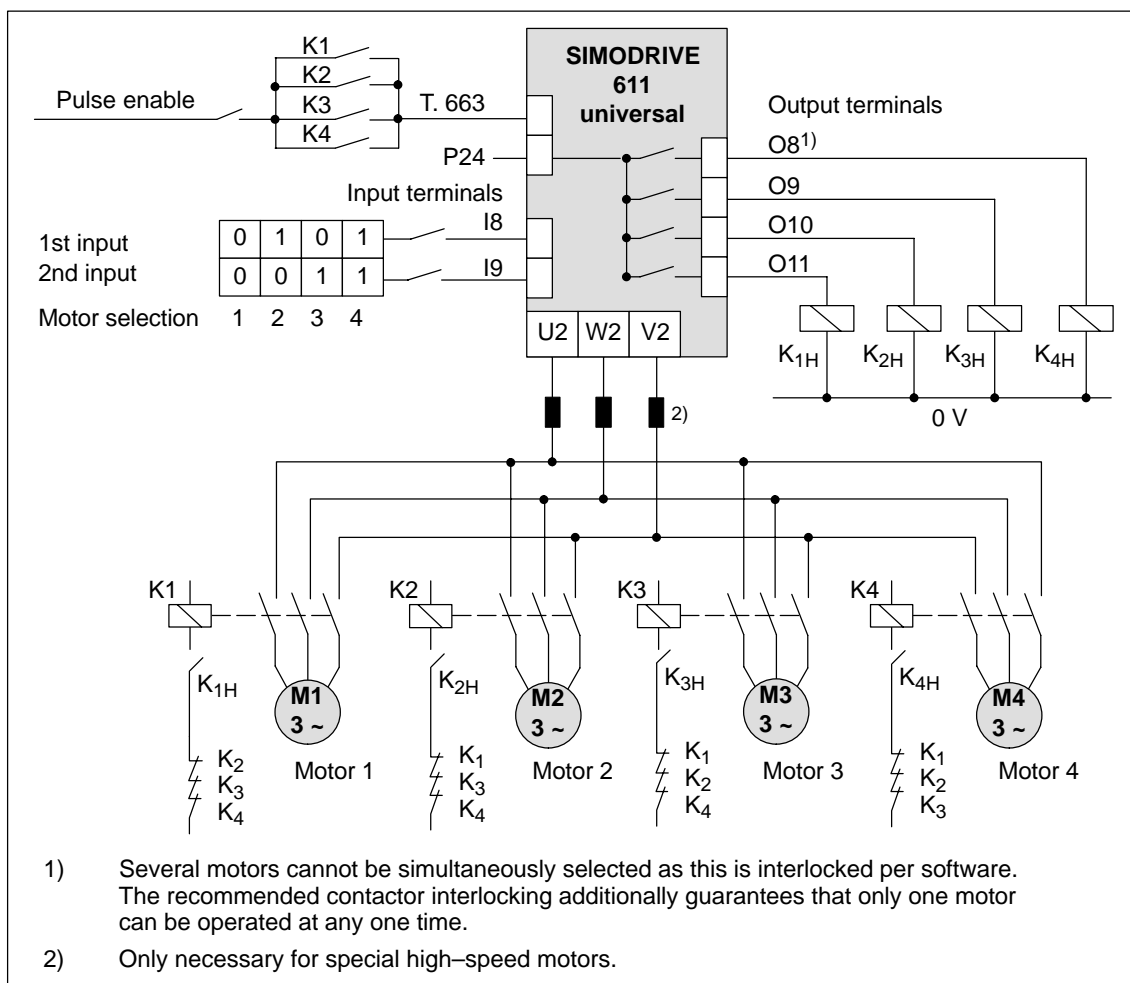 K1
K2
K3
K4
Pulse enable
T. 663
P24
SIMODRIVE
611
universal
Output terminals
O8¹⁾
O9
O10
O11
Input terminals
I8
I9
1st input 0 1 0 1
2nd input 0 0 1 1
Motor selection 1 2 3 4
U2 W2 V2
K₁H K₂H K₃H K₄H
0 V
2)
K1 K2 K3 K4
K₁H K₂H K₃H K₄H
M1
3 ~
M2
3 ~
M3
3 ~
M4
3 ~
Motor 1 Motor 2 Motor 3 Motor 4
K₂
K₃
K₄
K₁
K₃
K₄
K₁
K₂
K₄
K₁
K₂
K₃
1) Several motors cannot be simultaneously selected as this is interlocked per software.
The recommended contactor interlocking additionally guarantees that only one motor
can be operated at any one time.
2) Only necessary for special high–speed motors.